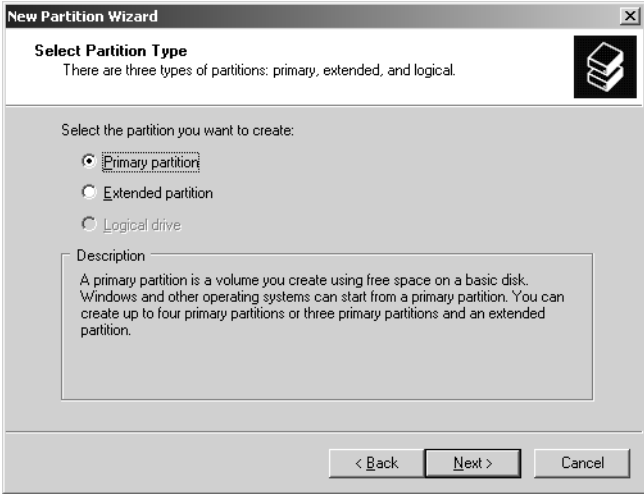 New Partition Wizard
Select Partition Type
There are three types of partitions: primary, extended, and logical.
Select the partition you want to create:
Primary partition
Extended partition
Logical drive
Description
A primary partition is a volume you create using free space on a basic disk.
Windows and other operating systems can start from a primary partition. You can
create up to four primary partitions or three primary partitions and an extended
partition.
< Back
Next >
Cancel